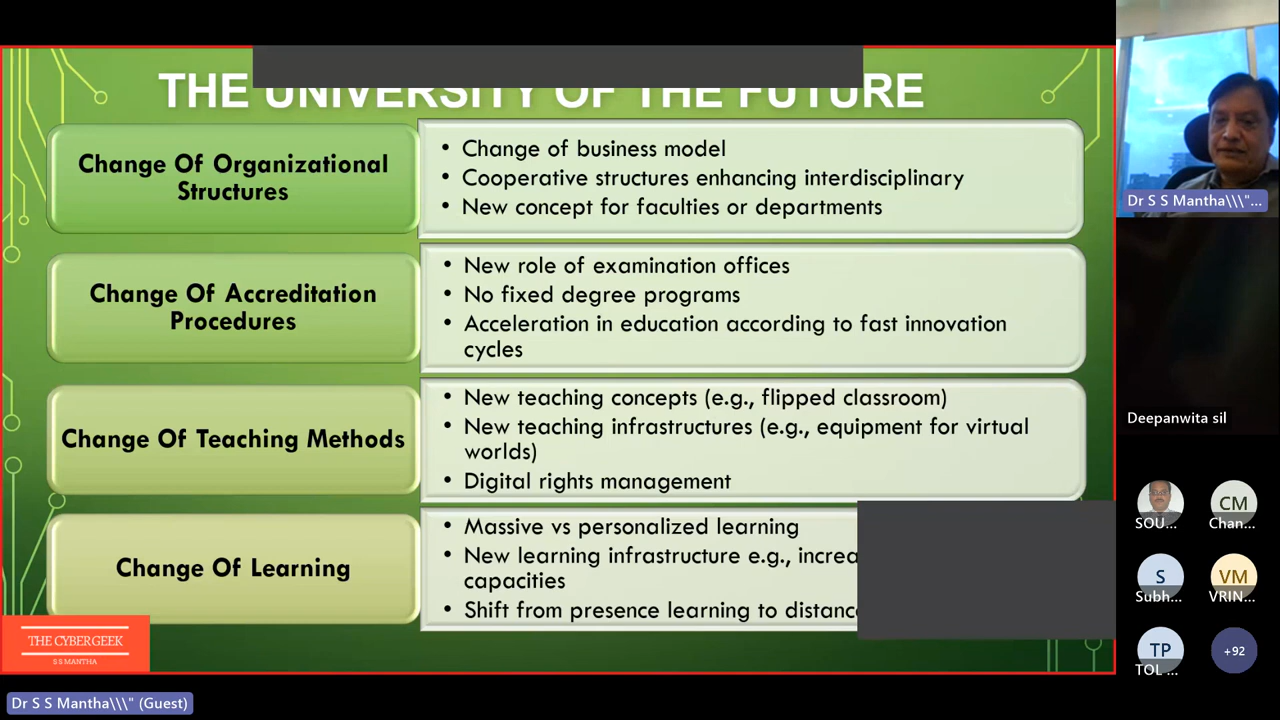 THE UNIVERSITY OF THE FUTURE
Change Of Organizational
Structures
• Change of business model
• Cooperative structures enhancing interdisciplinary
• New concept for faculties or departments
Change Of Accreditation
Procedures
• New role of examination offices
• No fixed degree programs
• Acceleration in education according to fast innovation
cycles
Change Of Teaching Methods
• New teaching concepts (e.g., flipped classroom)
• New teaching infrastructures (e.g., equipment for virtual
worlds)
• Digital rights management
Change Of Learning
• Massive vs personalized learning
• New learning infrastructure e.g.,
capacities
• Shift from presence learning to
THE CYBERGEEK
S S MANTHA
Dr S S Mantha\\\" (Guest)
Dr S S Mantha\\\"...
Deepanwita sil
SOU...
CM
Chan...
S
Subh...
VM
VRIN...
TP
TOL ...
+92